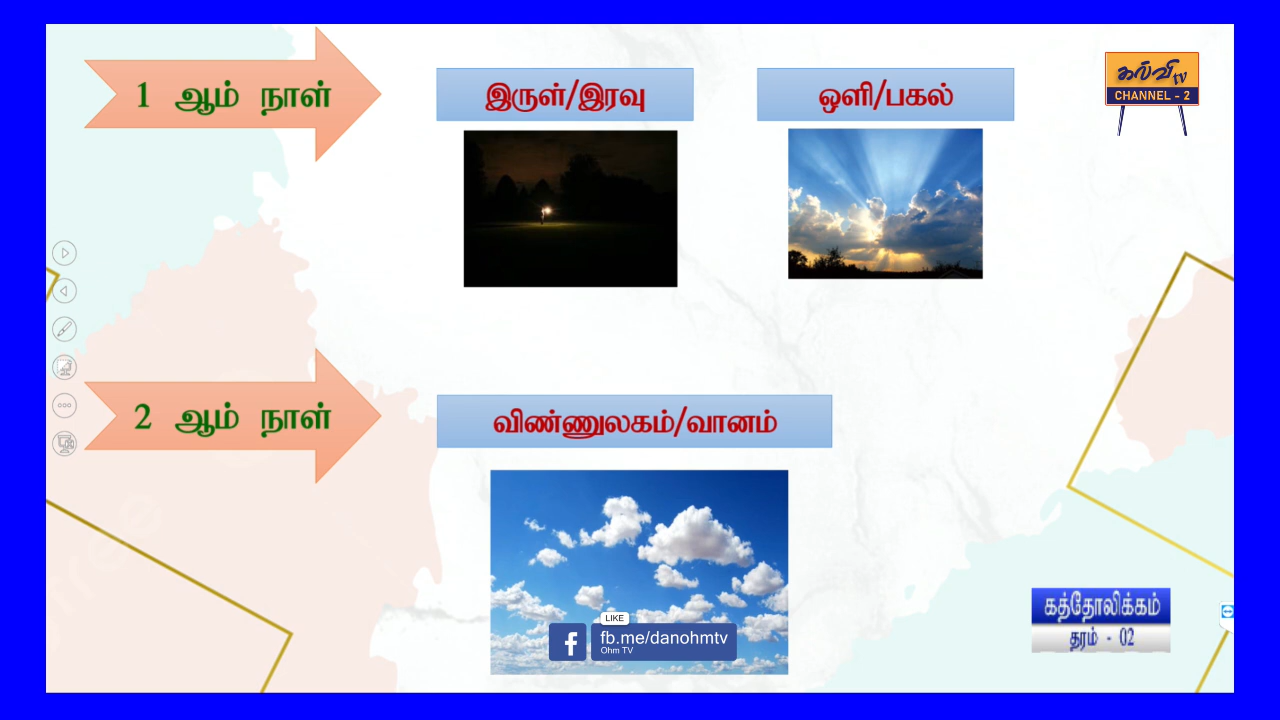 1 ஆம் நாள்
இருள்/இரவு
ஒளி/பகல்
கல்வி tv
CHANNEL - 2
2 ஆம் நாள்
விண்ணுலகம்/வானம்
LIKE
fb.me/danohmtv
Ohm TV
கத்தோலிக்கம்
தரம் - 02